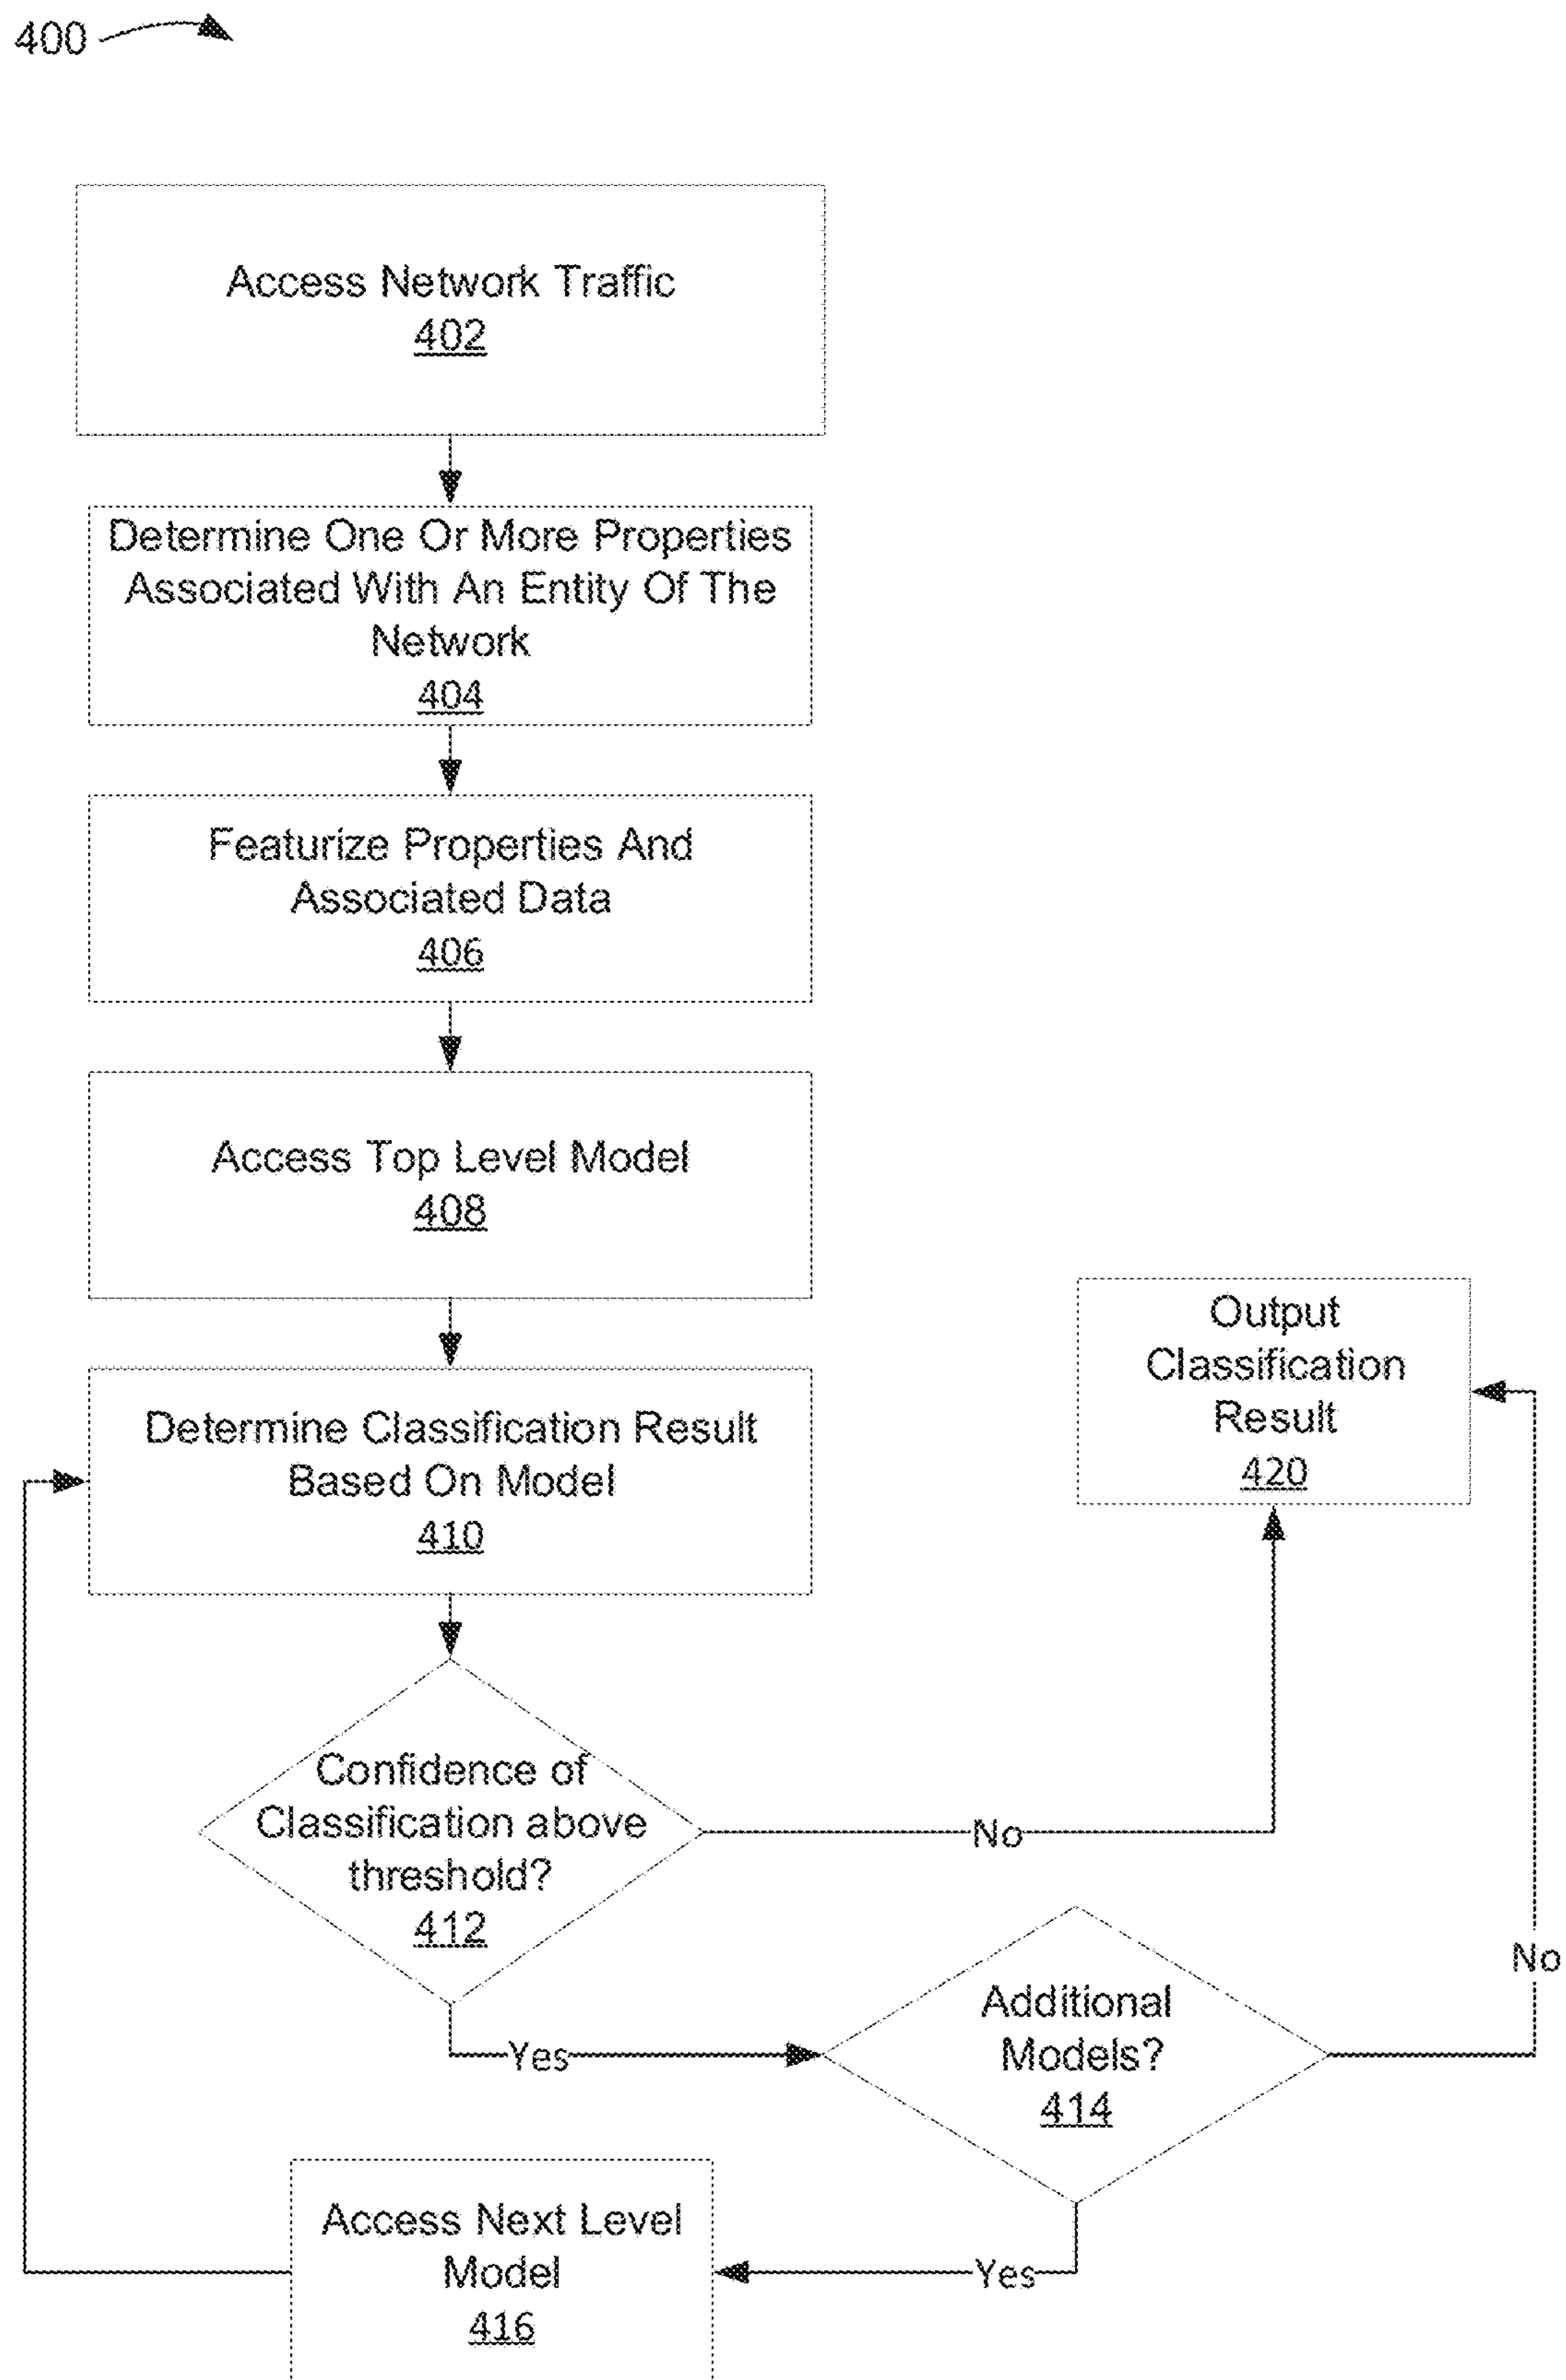 400
Access Network Traffic
402
Determine One Or More Properties
Associated With An Entity Of The
Network
404
Featurize Properties And
Associated Data
406
Access Top Level Model
408
Determine Classification Result
Based On Model
410
Output
Classification
Result
420
Confidence of
Classification above
threshold?
412
No
Yes
Additional
Models?
414
No
Yes
Access Next Level
Model
416